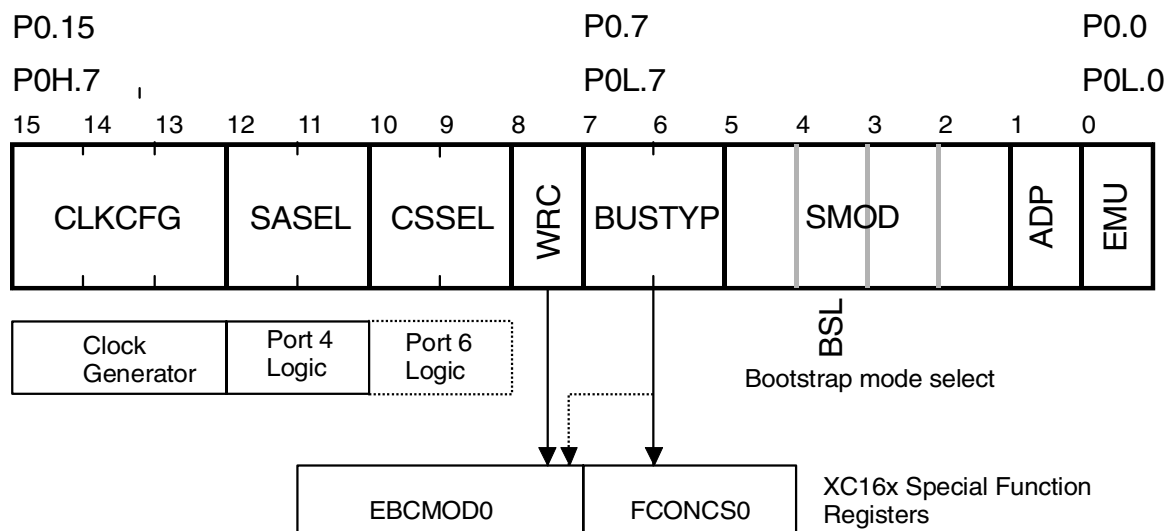 P0.15 P0.7 P0.0
P0H.7 P0L.7 P0L.0
15 14 13 12 11 10 9 8 7 6 5 4 3 2 1 0
CLKCFG SASEL CSSEL WRC BUSTYP SMOD ADP EMU
Clock
Generator
Port 4
Logic
Port 6
Logic
BSL
Bootstrap mode select
EBCMOD0 FCONCS0
XC16x Special Function
Registers